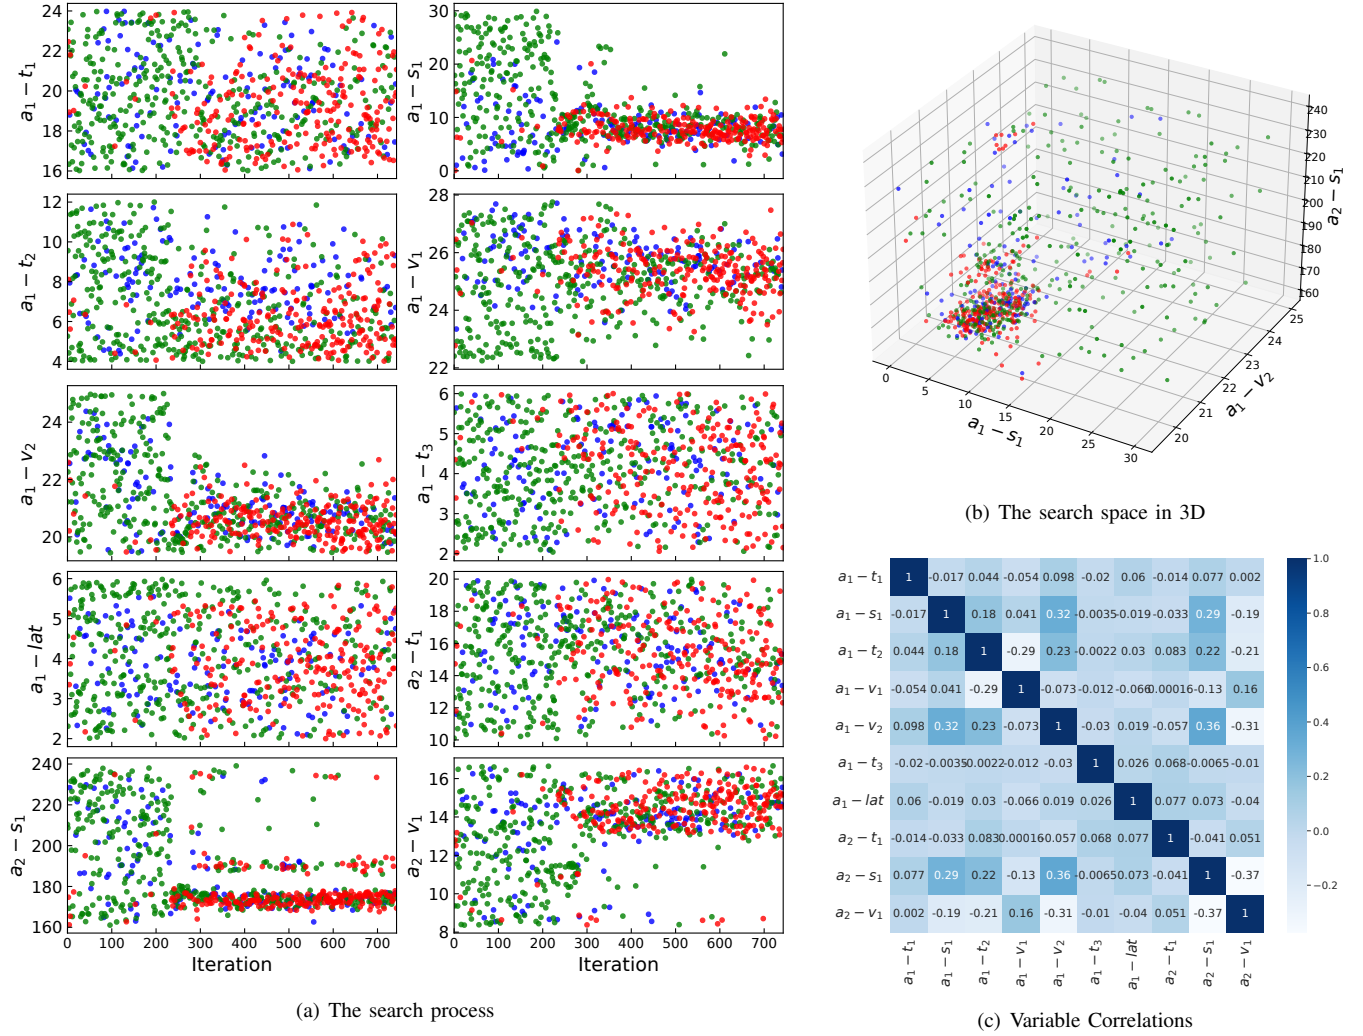 24
22
20
18
16
a₁ − t₁
30
20
10
0
a₁ − s₁
12
10
8
6
4
a₁ − t₂
28
26
24
22
a₁ − v₁
24
22
20
a₁ − v₂
6
5
4
3
2
a₁ − t₃
6
5
4
3
2
a₁ − lat
20
18
16
14
12
10
a₂ − t₁
240
220
200
180
160
a₂ − s₁
0 100 200 300 400 500 600 700
Iteration
16
14
12
10
8
a₂ − v₁
0 100 200 300 400 500 600 700
Iteration
(a) The search process
240
230
220
210
200
190
180
170
160
a₂ − s₁
0 5 10 15 20 25 30
a₁ − s₁
20 21 22 23 24 25
a₁ − v₂
(b) The search space in 3D
a₁ − t₁ 1 -0.017 0.044 -0.054 0.098 -0.02 0.06 -0.014 0.077 0.002
a₁ − s₁ -0.017 1 0.18 0.041 0.32 -0.0035 -0.019 -0.033 0.29 -0.19
a₁ − t₂ 0.044 0.18 1 -0.29 0.23 -0.0022 0.03 0.083 0.22 -0.21
a₁ − v₁ -0.054 0.041 -0.29 1 -0.073 -0.012 -0.066 0.00016 -0.13 0.16
a₁ − v₂ 0.098 0.32 0.23 -0.073 1 -0.03 0.019 -0.057 0.36 -0.31
a₁ − t₃ -0.02 -0.0035 -0.0022 -0.012 -0.03 1 0.026 0.068 -0.0065 -0.01
a₁ − lat 0.06 -0.019 0.03 -0.066 0.019 0.026 1 0.077 0.073 -0.04
a₂ − t₁ -0.014 -0.033 0.083 0.00016 -0.057 0.068 0.077 1 -0.041 0.051
a₂ − s₁ 0.077 0.29 0.22 -0.13 0.36 -0.0065 0.073 -0.041 1 -0.37
a₂ − v₁ 0.002 -0.19 -0.21 0.16 -0.31 -0.01 -0.04 0.051 -0.37 1
a₁ − t₁ a₁ − s₁ a₁ − t₂ a₁ − v₁ a₁ − v₂ a₁ − t₃ a₁ − lat a₂ − t₁ a₂ − s₁ a₂ − v₁
1.0
0.8
0.6
0.4
0.2
0.0
−0.2
(c) Variable Correlations